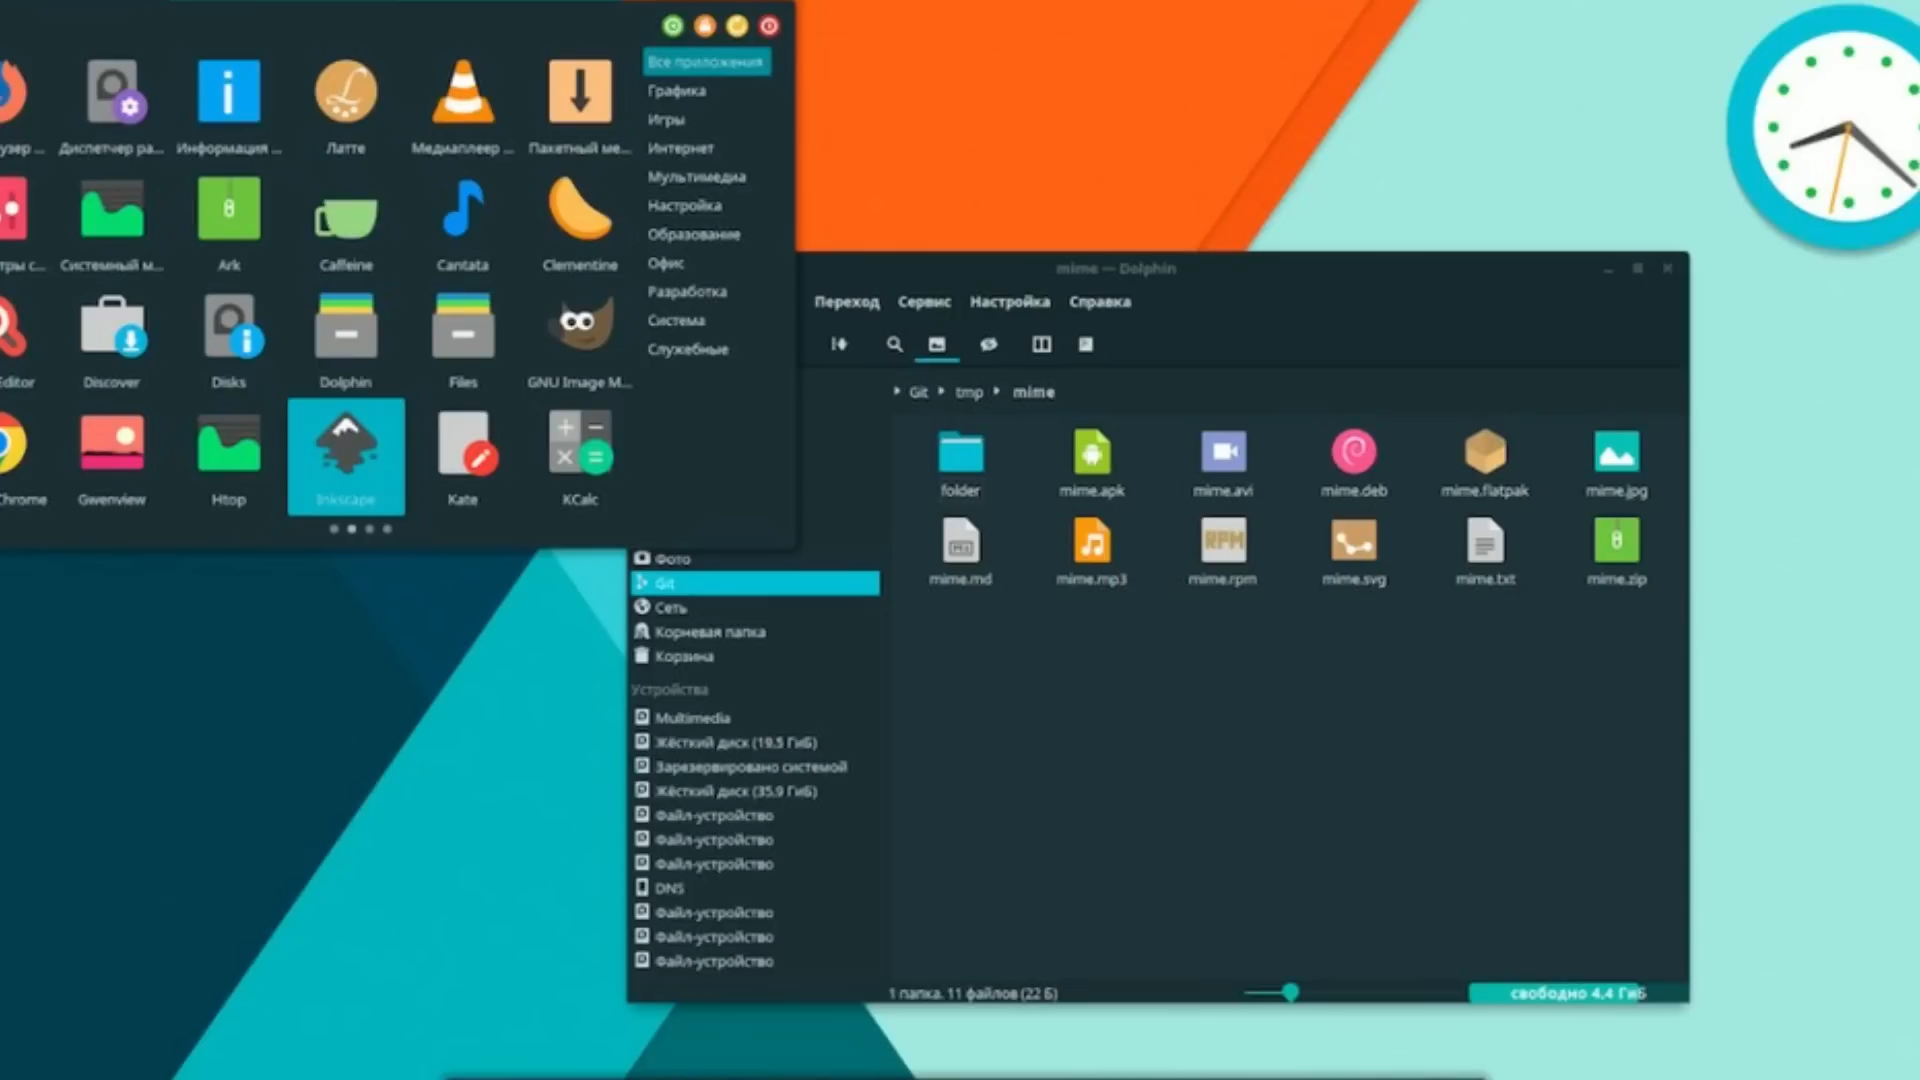 Все приложения
Графика
Игры
Интернет
Мультимедиа
Настройка
Образование
Офис
Разработка
Система
Служебные
узер ...
Диспетчер ра...
Информация ...
Латте
Медиаплеер ...
Пакетный ме...
тры с...
Системный м...
Ark
Caffeine
Cantata
Clementine
Editor
Discover
Disks
Dolphin
Files
GNU Image M...
Chrome
Gwenview
Htop
Inkscape
Kate
KCalc
mime — Dolphin
Переход Сервис Настройка Справка
Git tmp mime
folder
mime.apk
mime.avi
mime.deb
mime.flatpak
mime.jpg
RPM
mime.md
mime.mp3
mime.rpm
mime.svg
mime.txt
mime.zip
Фото
Git
Сеть
Корневая папка
Корзина
Устройства
Multimedia
Жёсткий диск (19.5 ГиБ)
Зарезервировано системой
Жёсткий диск (35.9 ГиБ)
Файл-устройство
Файл-устройство
Файл-устройство
DNS
Файл-устройство
Файл-устройство
Файл-устройство
1 папка, 11 файлов (22 Б)
свободно 4.4 ГиБ